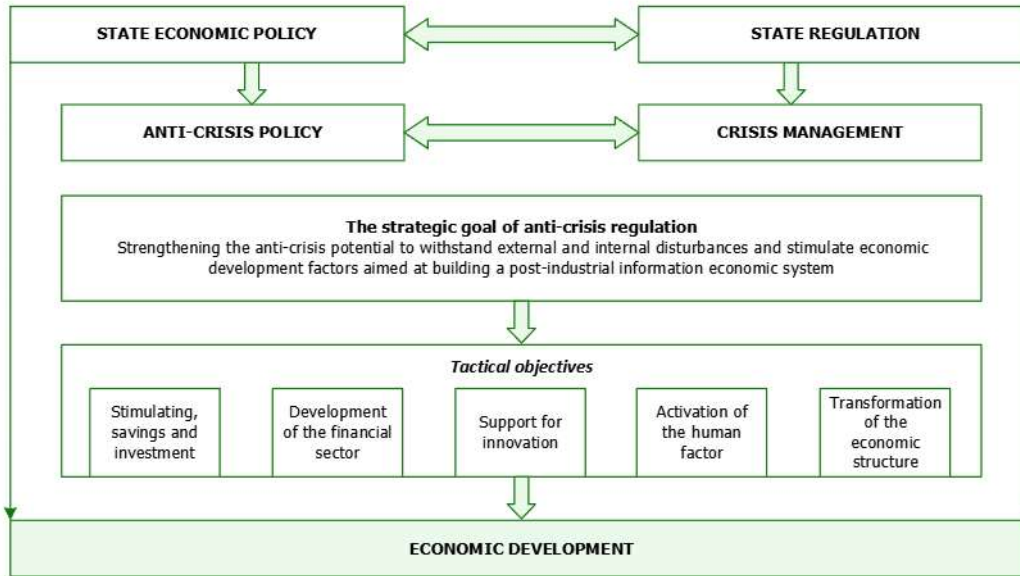 STATE ECONOMIC POLICY
STATE REGULATION
ANTI-CRISIS POLICY
CRISIS MANAGEMENT
The strategic goal of anti-crisis regulation
Strengthening the anti-crisis potential to withstand external and internal disturbances and stimulate economic
development factors aimed at building a post-industrial information economic system
Tactical objectives
Stimulating,
savings and
investment
Development
of the financial
sector
Support for
innovation
Activation of
the human
factor
Transformation
of the
economic
structure
ECONOMIC DEVELOPMENT